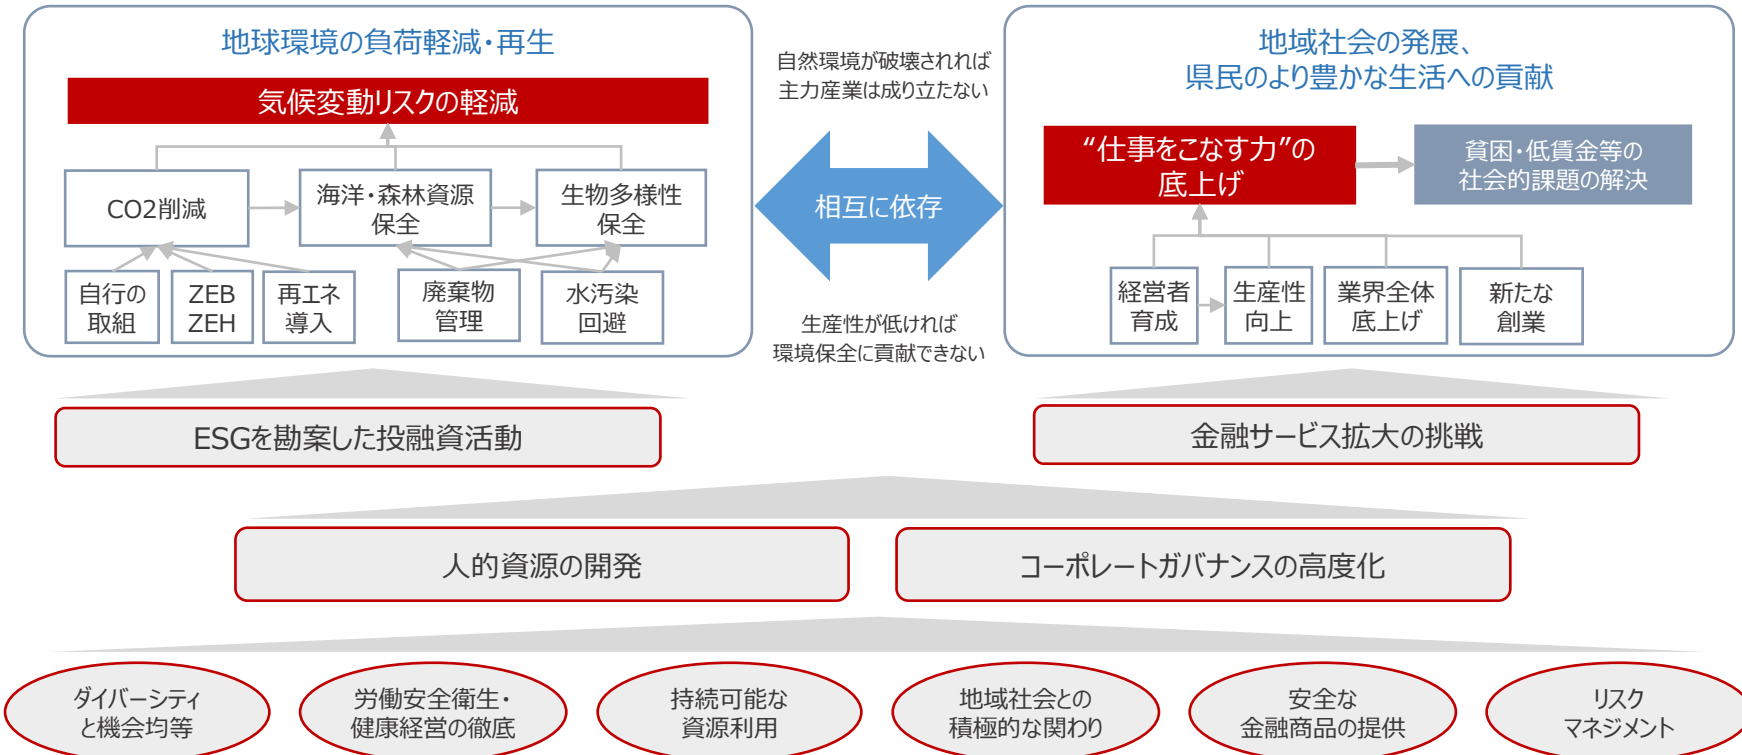 地球環境の負荷軽減・再生
気候変動リスクの軽減
CO2削減
海洋・森林資源
保全
生物多様性
保全
自行の
取組
ZEB
ZEH
再エネ
導入
廃棄物
管理
水汚染
回避
自然環境が破壊されれば
主力産業は成り立たない
相互に依存
生産性が低ければ
環境保全に貢献できない
地域社会の発展、
県民のより豊かな生活への貢献
“仕事をこなす力”の
底上げ
貧困・低賃金等の
社会的課題の解決
経営者
育成
生産性
向上
業界全体
底上げ
新たな
創業
ESGを勘案した投融資活動
金融サービス拡大の挑戦
人的資源の開発
コーポレートガバナンスの高度化
ダイバーシティ
と機会均等
労働安全衛生・
健康経営の徹底
持続可能な
資源利用
地域社会との
積極的な関わり
安全な
金融商品の提供
リスク
マネジメント